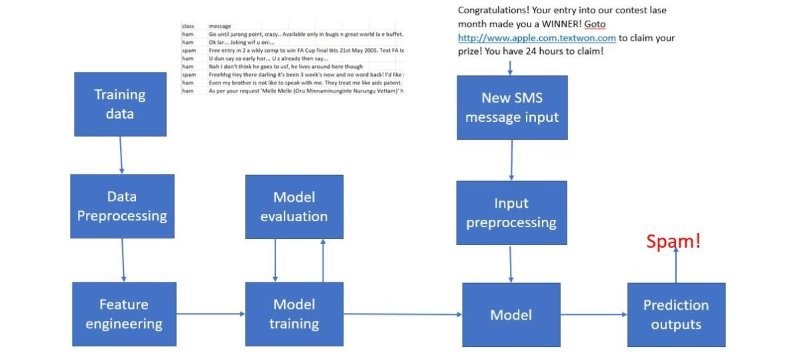 class message
ham Go until jurong point, crazy.. Available only in bugis n great world la e buffet.
ham Ok lar... Joking wif u oni...
spam Free entry in 2 a wkly comp to win FA Cup final tkts 21st May 2005. Text FA to
ham U dun say so early hor... U c already then say...
ham Nah I don't think he goes to usf, he lives around here though
spam FreeMsg Hey there darling it's been 3 week's now and no word back! I'd like
ham Even my brother is not like to speak with me. They treat me like aids patent.
ham As per your request 'Melle Melle (Oru Minnaminunginte Nurungu Vettam)'
Congratulations! Your entry into our contest last
month made you a WINNER! Goto
http://www.apple.com.textwon.com to claim your
prize! You have 24 hours to claim!
Training
data
New SMS
message input
Data
Preprocessing
Model
evaluation
Input
preprocessing
Spam!
Feature
engineering
Model
training
Model
Prediction
outputs